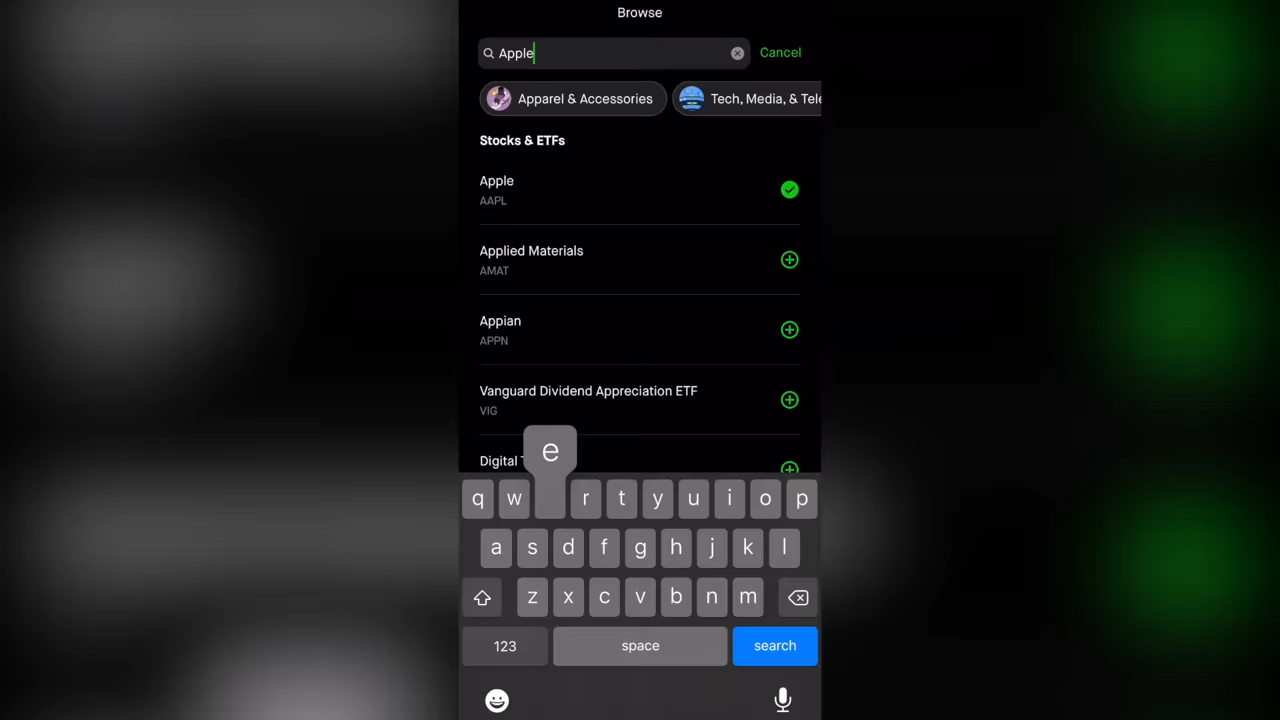 Browse
Apple
Cancel
Apparel & Accessories
Tech, Media, & Tele
Stocks & ETFs
Apple
AAPL
Applied Materials
AMAT
Appian
APPN
Vanguard Dividend Appreciation ETF
VIG
Digital
e
q w r t y u i o p
a s d f g h j k l
z x c v b n m
123 space search